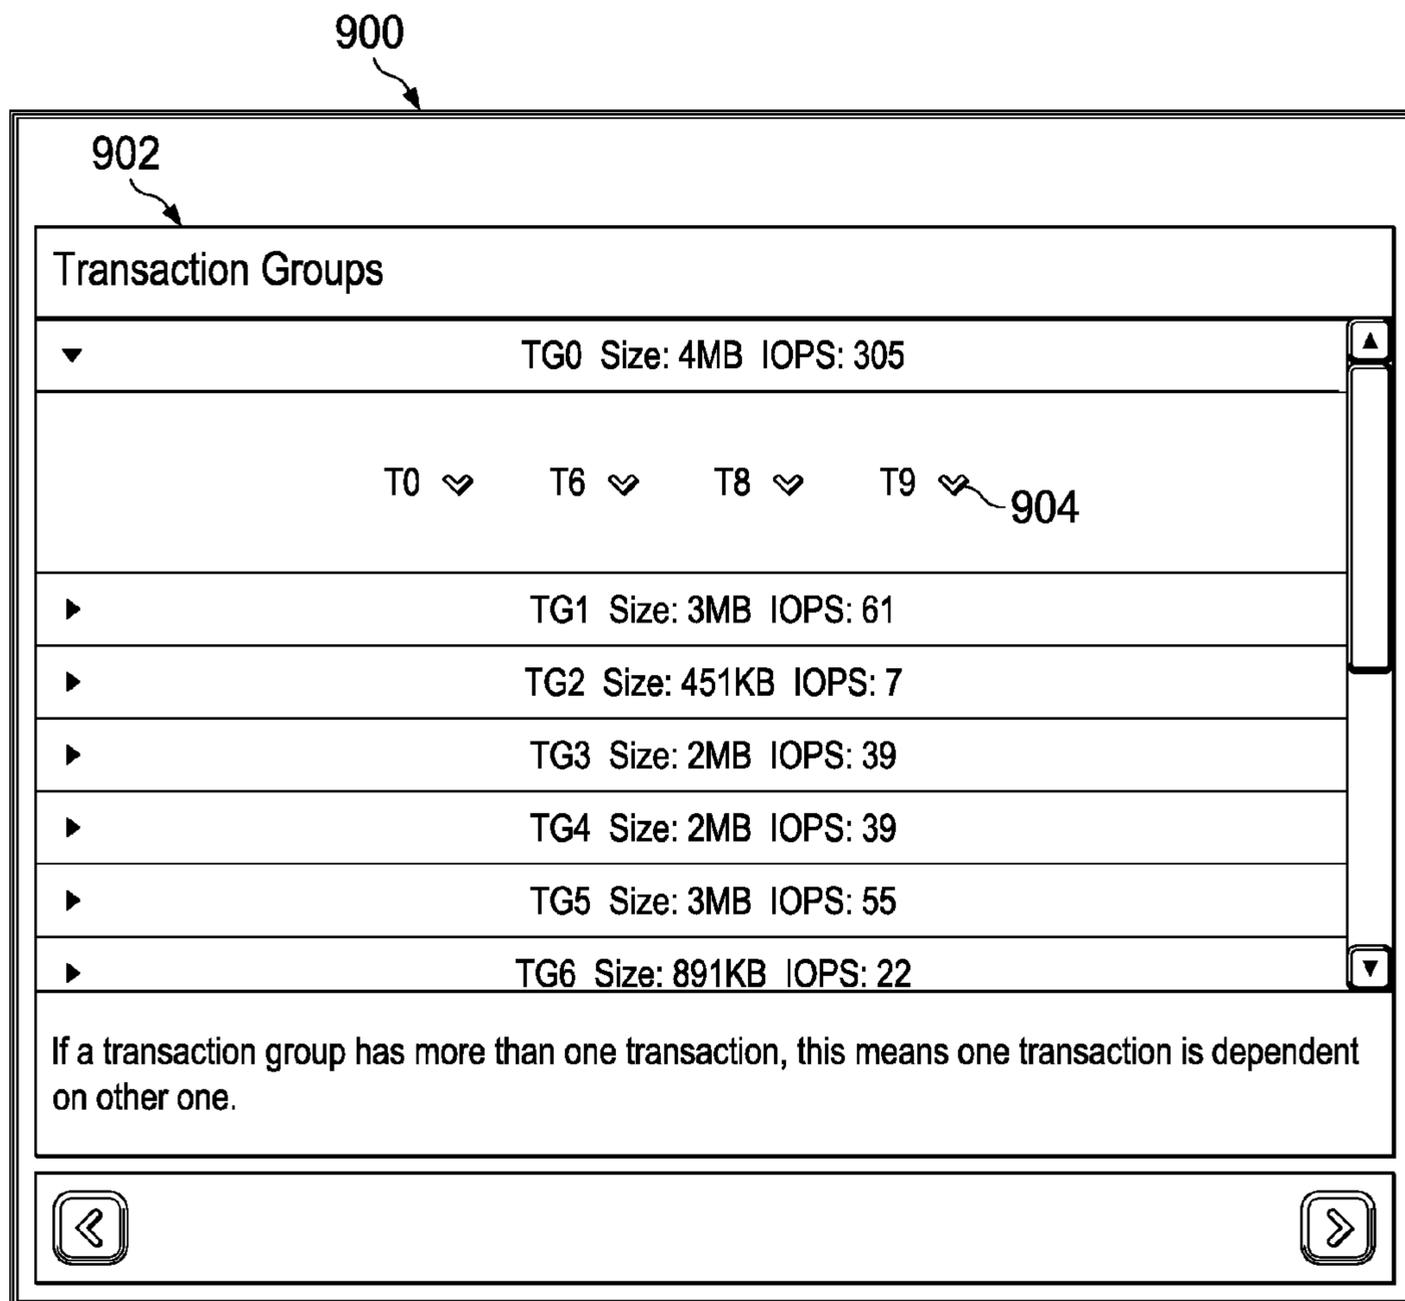 900
902
Transaction Groups
TG0 Size: 4MB IOPS: 305
T0 T6 T8 T9
904
TG1 Size: 3MB IOPS: 61
TG2 Size: 451KB IOPS: 7
TG3 Size: 2MB IOPS: 39
TG4 Size: 2MB IOPS: 39
TG5 Size: 3MB IOPS: 55
TG6 Size: 891KB IOPS: 22
If a transaction group has more than one transaction, this means one transaction is dependent
on other one.